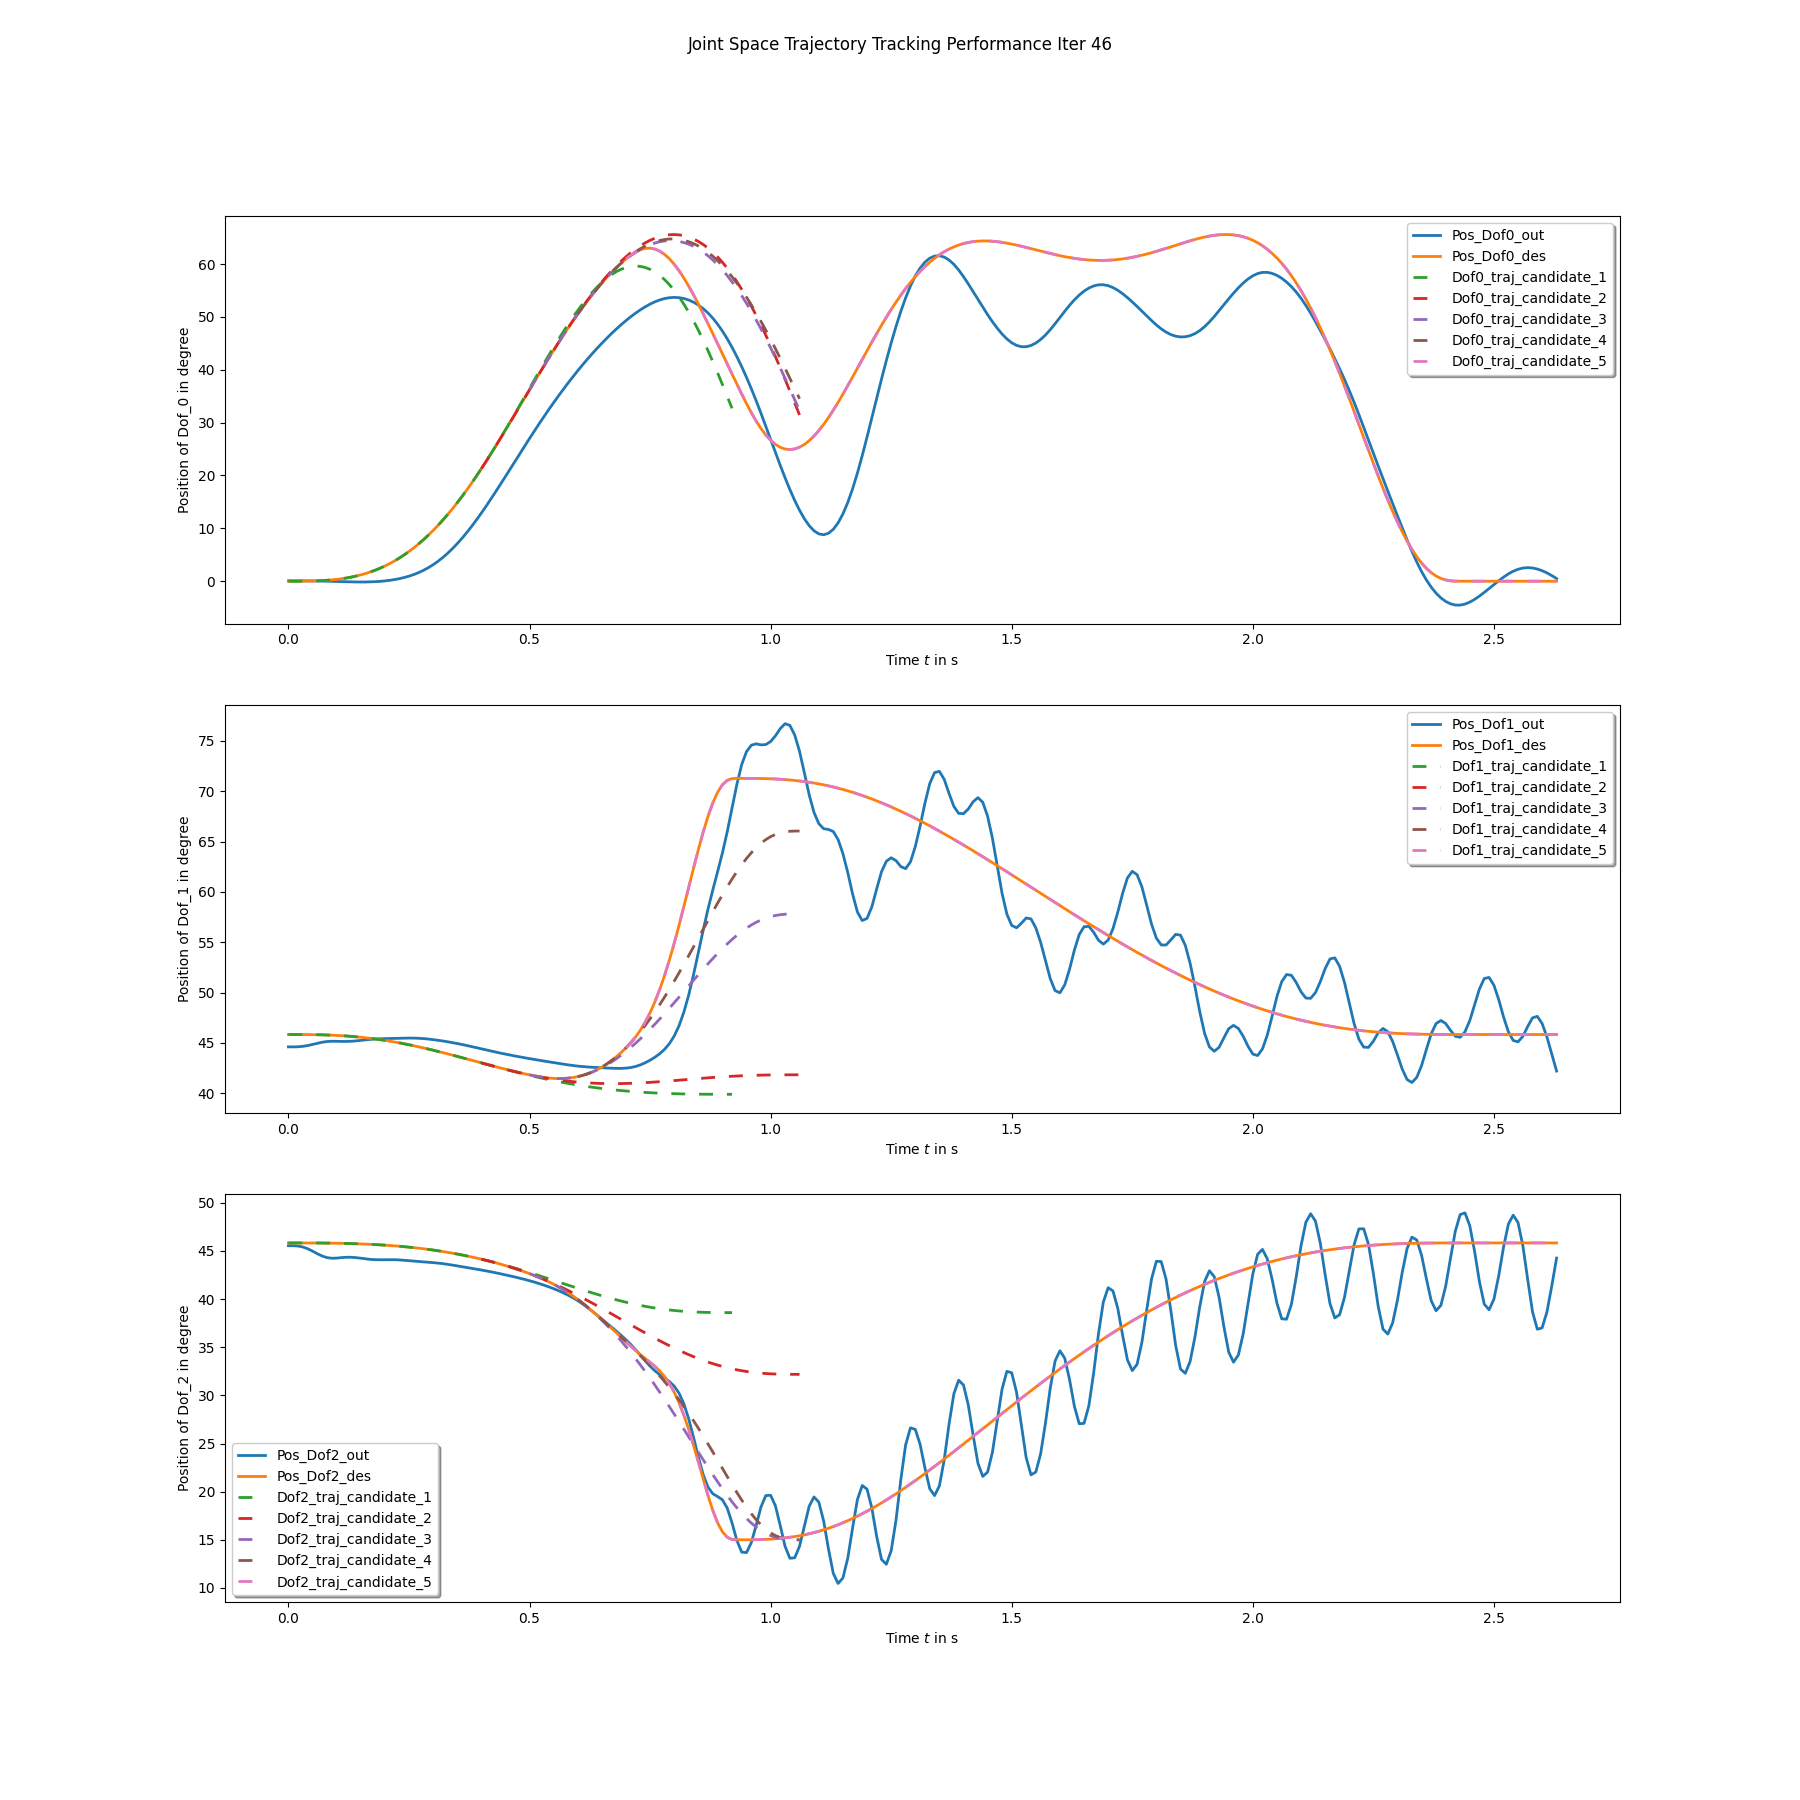 Joint Space Trajectory Tracking Performance Iter 46
Position of Dof_0 in degree
60
50
40
30
20
10
0
Pos_Dof0_out
Pos_Dof0_des
Dof0_traj_candidate_1
Dof0_traj_candidate_2
Dof0_traj_candidate_3
Dof0_traj_candidate_4
Dof0_traj_candidate_5
0.0 0.5 1.0 1.5 2.0 2.5
Time t in s
Position of Dof_1 in degree
75
70
65
60
55
50
45
40
Pos_Dof1_out
Pos_Dof1_des
Dof1_traj_candidate_1
Dof1_traj_candidate_2
Dof1_traj_candidate_3
Dof1_traj_candidate_4
Dof1_traj_candidate_5
0.0 0.5 1.0 1.5 2.0 2.5
Time t in s
Position of Dof_2 in degree
50
45
40
35
30
25
20
15
10
Pos_Dof2_out
Pos_Dof2_des
Dof2_traj_candidate_1
Dof2_traj_candidate_2
Dof2_traj_candidate_3
Dof2_traj_candidate_4
Dof2_traj_candidate_5
0.0 0.5 1.0 1.5 2.0 2.5
Time t in s